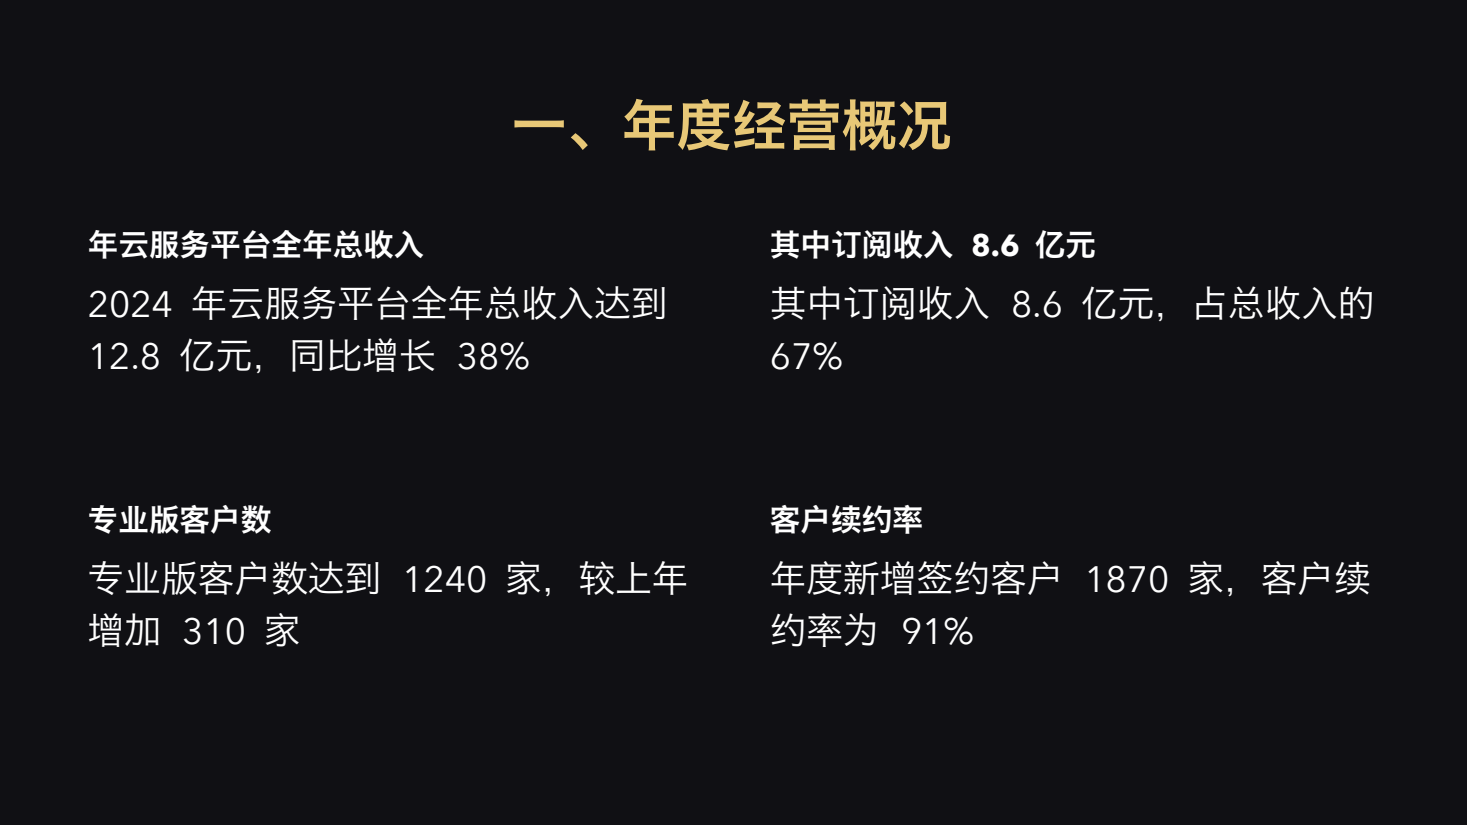 一、年度经营概况
年云服务平台全年总收入
2024 年云服务平台全年总收入达到
12.8 亿元，同比增长 38%
其中订阅收入 8.6 亿元
其中订阅收入 8.6 亿元，占总收入的
67%
专业版客户数
专业版客户数达到 1240 家，较上年
增加 310 家
客户续约率
年度新增签约客户 1870 家，客户续
约率为 91%